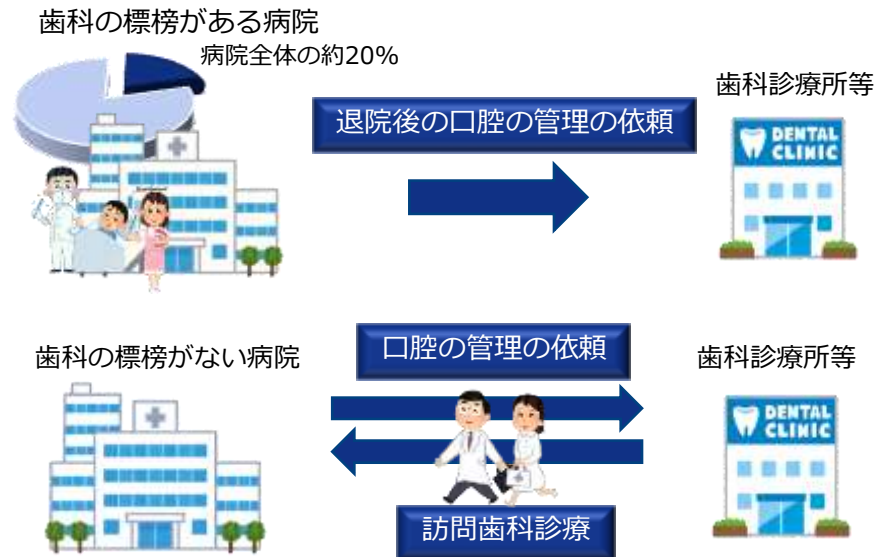 歯科の標榜がある病院
病院全体の約20%
退院後の口腔の管理の依頼
歯科診療所等
DENTAL
CLINIC
歯科の標榜がない病院
口腔の管理の依頼
歯科診療所等
DENTAL
CLINIC
訪問歯科診療